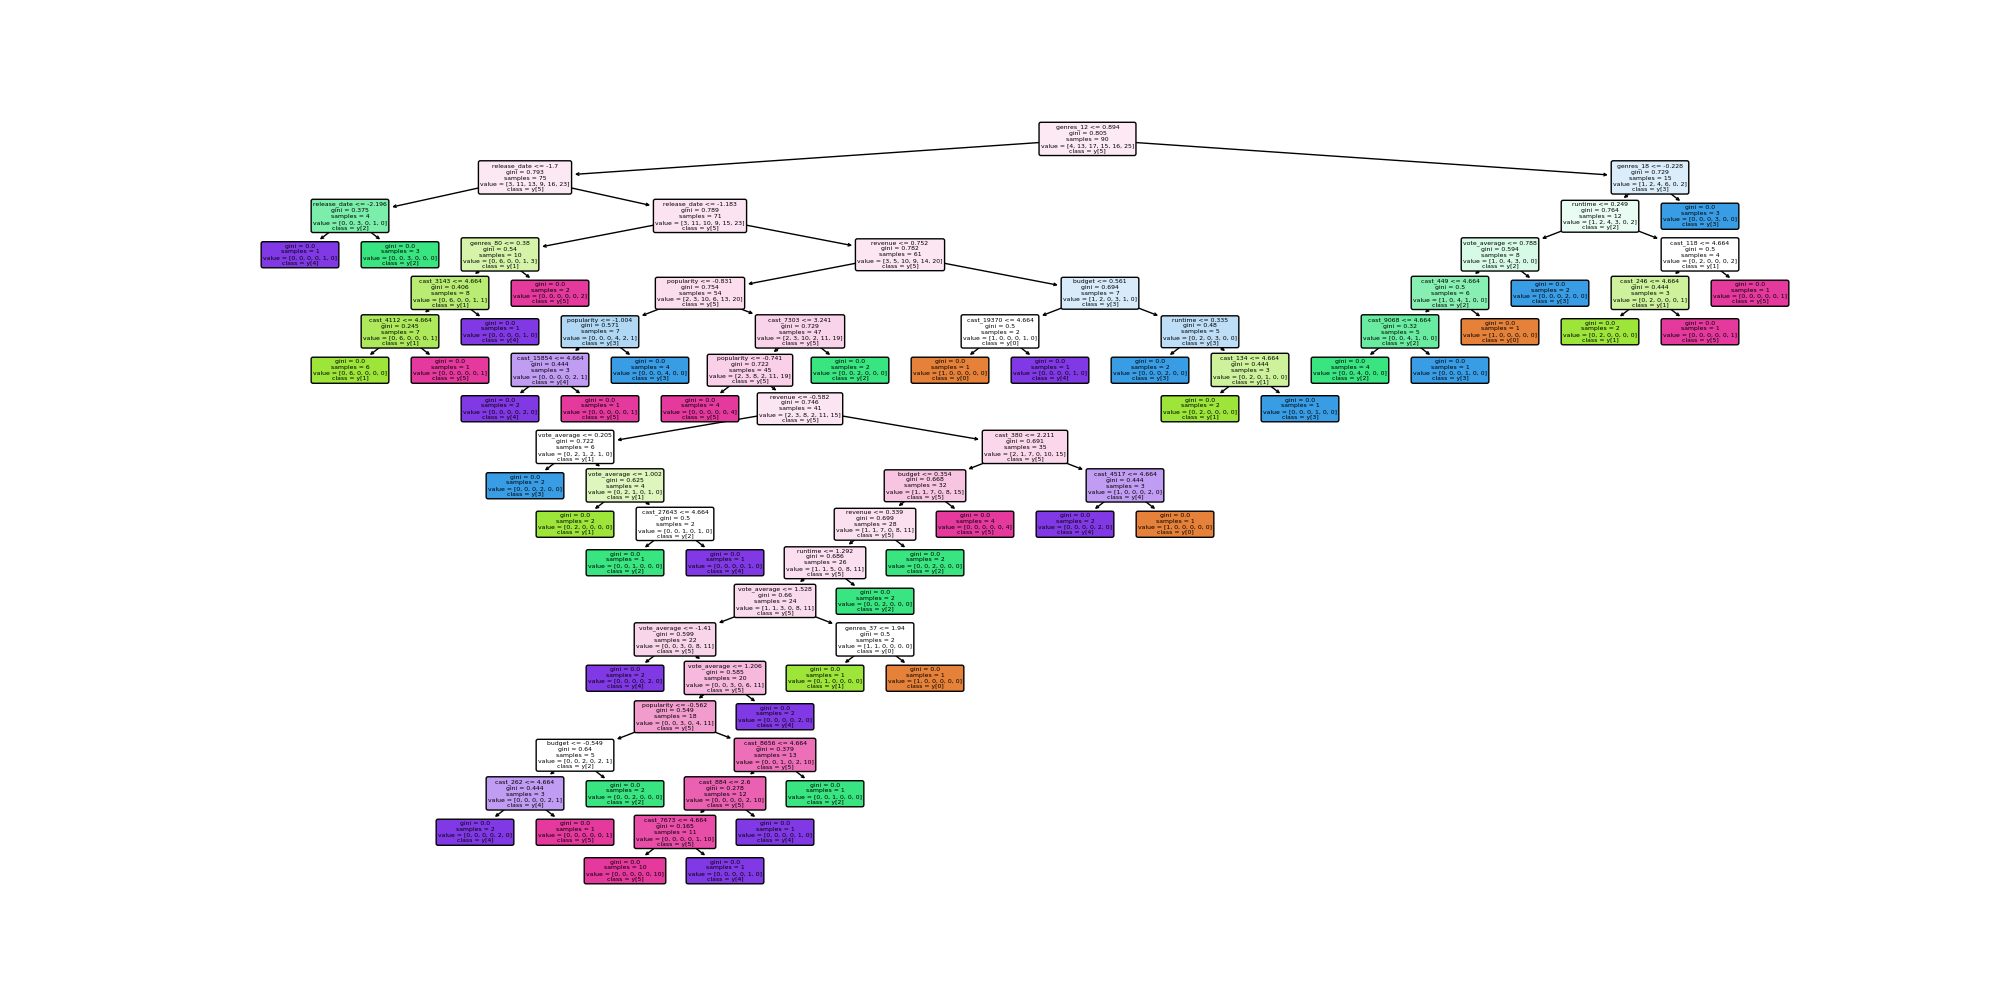 genres_12 <= 0.894
gini = 0.805
samples = 90
value = [4, 13, 17, 15, 16, 25]
class = y[5]
release_date <= -1.7
gini = 0.793
samples = 75
value = [3, 11, 13, 9, 16, 23]
class = y[5]
genres_18 <= -0.228
gini = 0.729
samples = 15
value = [1, 2, 4, 6, 0, 2]
class = y[3]
release_date <= -2.196
gini = 0.375
samples = 4
value = [0, 0, 3, 0, 1, 0]
class = y[2]
release_date <= -1.183
gini = 0.789
samples = 71
value = [3, 11, 10, 9, 15, 23]
class = y[5]
runtime <= 0.249
gini = 0.764
samples = 12
value = [1, 2, 4, 3, 0, 2]
class = y[2]
gini = 0.0
samples = 3
value = [0, 0, 0, 3, 0, 0]
class = y[3]
gini = 0.0
samples = 1
value = [0, 0, 0, 0, 1, 0]
class = y[4]
gini = 0.0
samples = 3
value = [0, 0, 3, 0, 0, 0]
class = y[2]
genres_80 <= 0.38
gini = 0.54
samples = 10
value = [0, 6, 0, 0, 1, 3]
class = y[1]
revenue <= 0.752
gini = 0.782
samples = 61
value = [3, 5, 10, 9, 14, 20]
class = y[5]
vote_average <= 0.788
gini = 0.594
samples = 8
value = [1, 0, 4, 3, 0, 0]
class = y[2]
cast_118 <= 4.664
gini = 0.5
samples = 4
value = [0, 2, 0, 0, 0, 2]
class = y[1]
cast_3143 <= 4.664
gini = 0.406
samples = 8
value = [0, 6, 0, 0, 1, 1]
class = y[1]
gini = 0.0
samples = 2
value = [0, 0, 0, 0, 0, 2]
class = y[5]
popularity <= -0.831
gini = 0.754
samples = 54
value = [2, 3, 10, 6, 13, 20]
class = y[5]
budget <= 0.561
gini = 0.694
samples = 7
value = [1, 2, 0, 3, 1, 0]
class = y[3]
cast_449 <= 4.664
gini = 0.5
samples = 6
value = [1, 0, 4, 1, 0, 0]
class = y[2]
gini = 0.0
samples = 2
value = [0, 0, 0, 2, 0, 0]
class = y[3]
cast_246 <= 4.664
gini = 0.444
samples = 3
value = [0, 2, 0, 0, 0, 1]
class = y[1]
gini = 0.0
samples = 1
value = [0, 0, 0, 0, 0, 1]
class = y[5]
cast_4112 <= 4.664
gini = 0.245
samples = 7
value = [0, 6, 0, 0, 0, 1]
class = y[1]
gini = 0.0
samples = 1
value = [0, 0, 0, 0, 1, 0]
class = y[4]
popularity <= -1.004
gini = 0.571
samples = 7
value = [0, 0, 0, 4, 2, 1]
class = y[3]
cast_7303 <= 3.241
gini = 0.729
samples = 47
value = [2, 3, 10, 2, 11, 19]
class = y[5]
cast_19370 <= 4.664
gini = 0.5
samples = 2
value = [1, 0, 0, 0, 1, 0]
class = y[0]
runtime <= 0.335
gini = 0.48
samples = 5
value = [0, 2, 0, 3, 0, 0]
class = y[3]
cast_9068 <= 4.664
gini = 0.32
samples = 5
value = [0, 0, 4, 1, 0, 0]
class = y[2]
gini = 0.0
samples = 1
value = [1, 0, 0, 0, 0, 0]
class = y[0]
gini = 0.0
samples = 2
value = [0, 2, 0, 0, 0, 0]
class = y[1]
gini = 0.0
samples = 1
value = [0, 0, 0, 0, 0, 1]
class = y[5]
gini = 0.0
samples = 6
value = [0, 6, 0, 0, 0, 0]
class = y[1]
gini = 0.0
samples = 1
value = [0, 0, 0, 0, 0, 1]
class = y[5]
cast_15854 <= 4.664
gini = 0.444
samples = 3
value = [0, 0, 0, 0, 2, 1]
class = y[4]
gini = 0.0
samples = 4
value = [0, 0, 0, 4, 0, 0]
class = y[3]
popularity <= -0.741
gini = 0.722
samples = 45
value = [2, 3, 8, 2, 11, 19]
class = y[5]
gini = 0.0
samples = 2
value = [0, 0, 2, 0, 0, 0]
class = y[2]
gini = 0.0
samples = 1
value = [1, 0, 0, 0, 0, 0]
class = y[0]
gini = 0.0
samples = 1
value = [0, 0, 0, 0, 1, 0]
class = y[4]
gini = 0.0
samples = 2
value = [0, 0, 0, 2, 0, 0]
class = y[3]
cast_134 <= 4.664
gini = 0.444
samples = 3
value = [0, 2, 0, 1, 0, 0]
class = y[1]
gini = 0.0
samples = 4
value = [0, 0, 4, 0, 0, 0]
class = y[2]
gini = 0.0
samples = 1
value = [0, 0, 0, 1, 0, 0]
class = y[3]
gini = 0.0
samples = 2
value = [0, 0, 0, 0, 2, 0]
class = y[4]
gini = 0.0
samples = 1
value = [0, 0, 0, 0, 0, 1]
class = y[5]
gini = 0.0
samples = 4
value = [0, 0, 0, 0, 0, 4]
class = y[5]
revenue <= -0.582
gini = 0.746
samples = 41
value = [2, 3, 8, 2, 11, 15]
class = y[5]
gini = 0.0
samples = 2
value = [0, 2, 0, 0, 0, 0]
class = y[1]
gini = 0.0
samples = 1
value = [0, 0, 0, 1, 0, 0]
class = y[3]
vote_average <= 0.205
gini = 0.722
samples = 6
value = [0, 2, 1, 2, 1, 0]
class = y[1]
cast_380 <= 2.211
gini = 0.691
samples = 35
value = [2, 1, 7, 0, 10, 15]
class = y[5]
gini = 0.0
samples = 2
value = [0, 0, 0, 2, 0, 0]
class = y[3]
vote_average <= 1.002
gini = 0.625
samples = 4
value = [0, 2, 1, 0, 1, 0]
class = y[1]
budget <= 0.354
gini = 0.668
samples = 32
value = [1, 1, 7, 0, 8, 15]
class = y[5]
cast_4517 <= 4.664
gini = 0.444
samples = 3
value = [1, 0, 0, 0, 2, 0]
class = y[4]
gini = 0.0
samples = 2
value = [0, 2, 0, 0, 0, 0]
class = y[1]
cast_27643 <= 4.664
gini = 0.5
samples = 2
value = [0, 0, 1, 0, 1, 0]
class = y[2]
revenue <= 0.339
gini = 0.699
samples = 28
value = [1, 1, 7, 0, 8, 11]
class = y[5]
gini = 0.0
samples = 4
value = [0, 0, 0, 0, 0, 4]
class = y[5]
gini = 0.0
samples = 2
value = [0, 0, 0, 0, 2, 0]
class = y[4]
gini = 0.0
samples = 1
value = [1, 0, 0, 0, 0, 0]
class = y[0]
gini = 0.0
samples = 1
value = [0, 0, 1, 0, 0, 0]
class = y[2]
gini = 0.0
samples = 1
value = [0, 0, 0, 0, 1, 0]
class = y[4]
runtime <= 1.292
gini = 0.686
samples = 26
value = [1, 1, 5, 0, 8, 11]
class = y[5]
gini = 0.0
samples = 2
value = [0, 0, 2, 0, 0, 0]
class = y[2]
vote_average <= 1.528
gini = 0.66
samples = 24
value = [1, 1, 3, 0, 8, 11]
class = y[5]
gini = 0.0
samples = 2
value = [0, 0, 2, 0, 0, 0]
class = y[2]
vote_average <= -1.41
gini = 0.599
samples = 22
value = [0, 0, 3, 0, 8, 11]
class = y[5]
genres_37 <= 1.94
gini = 0.5
samples = 2
value = [1, 1, 0, 0, 0, 0]
class = y[0]
gini = 0.0
samples = 2
value = [0, 0, 0, 0, 2, 0]
class = y[4]
vote_average <= 1.206
gini = 0.585
samples = 20
value = [0, 0, 3, 0, 6, 11]
class = y[5]
gini = 0.0
samples = 1
value = [0, 1, 0, 0, 0, 0]
class = y[1]
gini = 0.0
samples = 1
value = [1, 0, 0, 0, 0, 0]
class = y[0]
popularity <= -0.562
gini = 0.549
samples = 18
value = [0, 0, 3, 0, 4, 11]
class = y[5]
gini = 0.0
samples = 2
value = [0, 0, 0, 0, 2, 0]
class = y[4]
budget <= -0.549
gini = 0.64
samples = 5
value = [0, 0, 2, 0, 2, 1]
class = y[2]
cast_8656 <= 4.664
gini = 0.379
samples = 13
value = [0, 0, 1, 0, 2, 10]
class = y[5]
cast_262 <= 4.664
gini = 0.444
samples = 3
value = [0, 0, 0, 0, 2, 1]
class = y[4]
gini = 0.0
samples = 2
value = [0, 0, 2, 0, 0, 0]
class = y[2]
cast_884 <= 2.6
gini = 0.278
samples = 12
value = [0, 0, 0, 0, 2, 10]
class = y[5]
gini = 0.0
samples = 1
value = [0, 0, 1, 0, 0, 0]
class = y[2]
gini = 0.0
samples = 2
value = [0, 0, 0, 0, 2, 0]
class = y[4]
gini = 0.0
samples = 1
value = [0, 0, 0, 0, 0, 1]
class = y[5]
cast_7673 <= 4.664
gini = 0.165
samples = 11
value = [0, 0, 0, 0, 1, 10]
class = y[5]
gini = 0.0
samples = 1
value = [0, 0, 0, 0, 1, 0]
class = y[4]
gini = 0.0
samples = 10
value = [0, 0, 0, 0, 0, 10]
class = y[5]
gini = 0.0
samples = 1
value = [0, 0, 0, 0, 1, 0]
class = y[4]